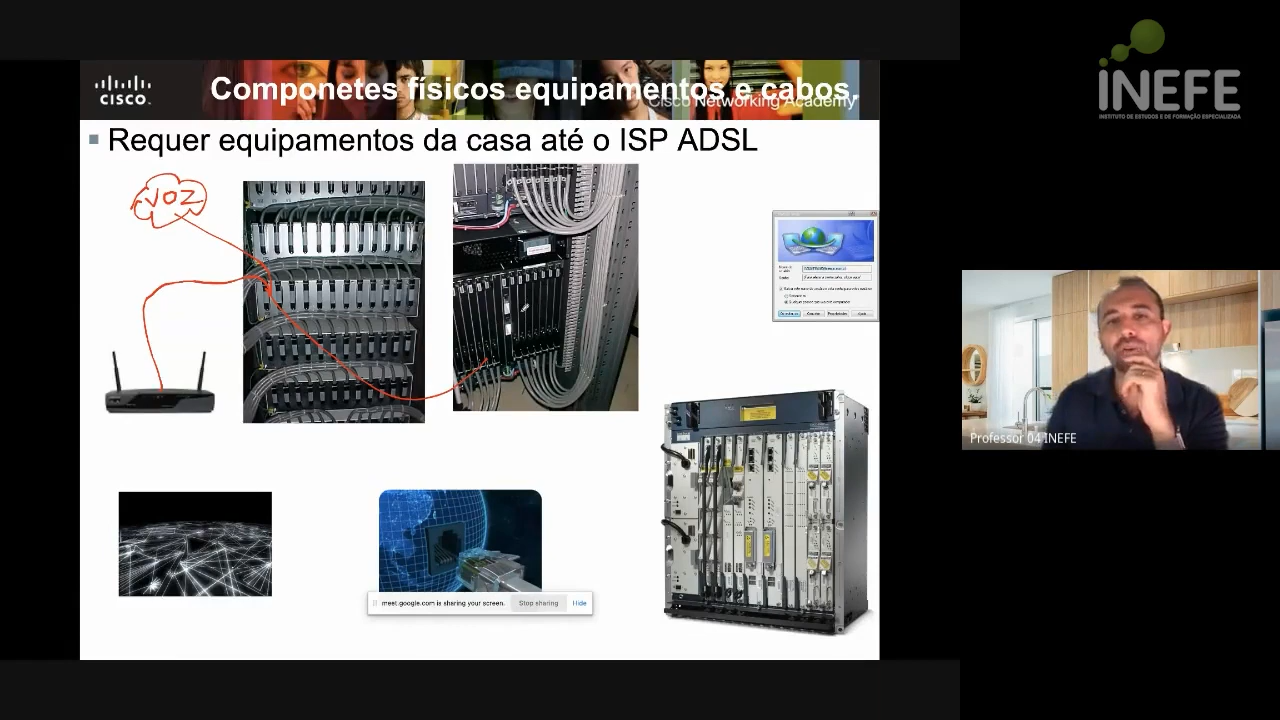 CISCO.
Componetes físicos equipamentos e cabos.
Cisco Networking Academy
Requer equipamentos da casa até o ISP ADSL
VOZ
meet.google.com is sharing your screen.
Stop sharing
Hide
INEFE
INSTITUTO DE ESTUDOS E DE FORMAÇÃO ESPECIALIZADA
Professor 04 INEFE